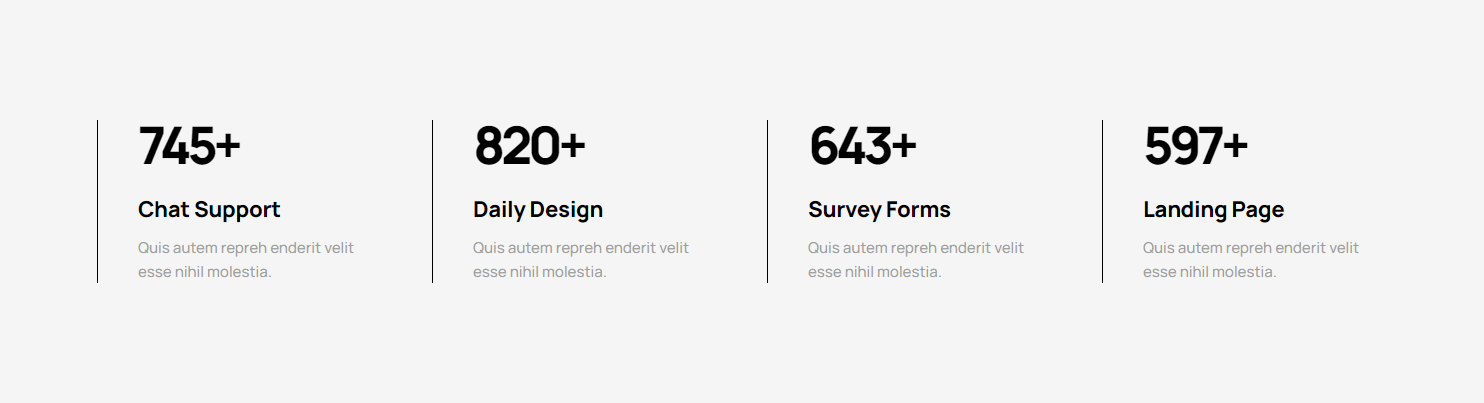 745+
Chat Support
Quis autem repreh enderit velit
esse nihil molestia.
820+
Daily Design
Quis autem repreh enderit velit
esse nihil molestia.
643+
Survey Forms
Quis autem repreh enderit velit
esse nihil molestia.
597+
Landing Page
Quis autem repreh enderit velit
esse nihil molestia.